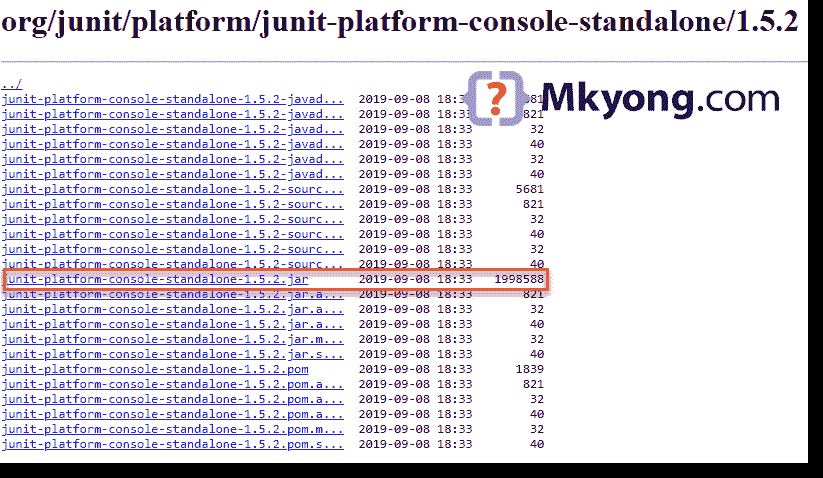 org/junit/platform/junit-platform-console-standalone/1.5.2
../
Mkyong.com
junit-platform-console-standalone-1.5.2-javad... 2019-09-08 18:33
junit-platform-console-standalone-1.5.2-javad... 2019-09-08 18:33 821
junit-platform-console-standalone-1.5.2-javad... 2019-09-08 18:33 32
junit-platform-console-standalone-1.5.2-javad... 2019-09-08 18:33 40
junit-platform-console-standalone-1.5.2-javad... 2019-09-08 18:33 32
junit-platform-console-standalone-1.5.2-javad... 2019-09-08 18:33 40
junit-platform-console-standalone-1.5.2-sourc... 2019-09-08 18:33 5681
junit-platform-console-standalone-1.5.2-sourc... 2019-09-08 18:33 821
junit-platform-console-standalone-1.5.2-sourc... 2019-09-08 18:33 32
junit-platform-console-standalone-1.5.2-sourc... 2019-09-08 18:33 40
junit-platform-console-standalone-1.5.2-sourc... 2019-09-08 18:33 32
junit-platform-console-standalone-1.5.2-sourc... 2019-09-08 18:33 40
junit-platform-console-standalone-1.5.2.jar 2019-09-08 18:33 1998588
junit-platform-console-standalone-1.5.2.jar.a... 2019-09-08 18:33 821
junit-platform-console-standalone-1.5.2.jar.a... 2019-09-08 18:33 32
junit-platform-console-standalone-1.5.2.jar.a... 2019-09-08 18:33 40
junit-platform-console-standalone-1.5.2.jar.m... 2019-09-08 18:33 32
junit-platform-console-standalone-1.5.2.jar.s... 2019-09-08 18:33 40
junit-platform-console-standalone-1.5.2.pom 2019-09-08 18:33 1839
junit-platform-console-standalone-1.5.2.pom.a... 2019-09-08 18:33 821
junit-platform-console-standalone-1.5.2.pom.a... 2019-09-08 18:33 32
junit-platform-console-standalone-1.5.2.pom.a... 2019-09-08 18:33 40
junit-platform-console-standalone-1.5.2.pom.m... 2019-09-08 18:33 32
junit-platform-console-standalone-1.5.2.pom.s... 2019-09-08 18:33 40